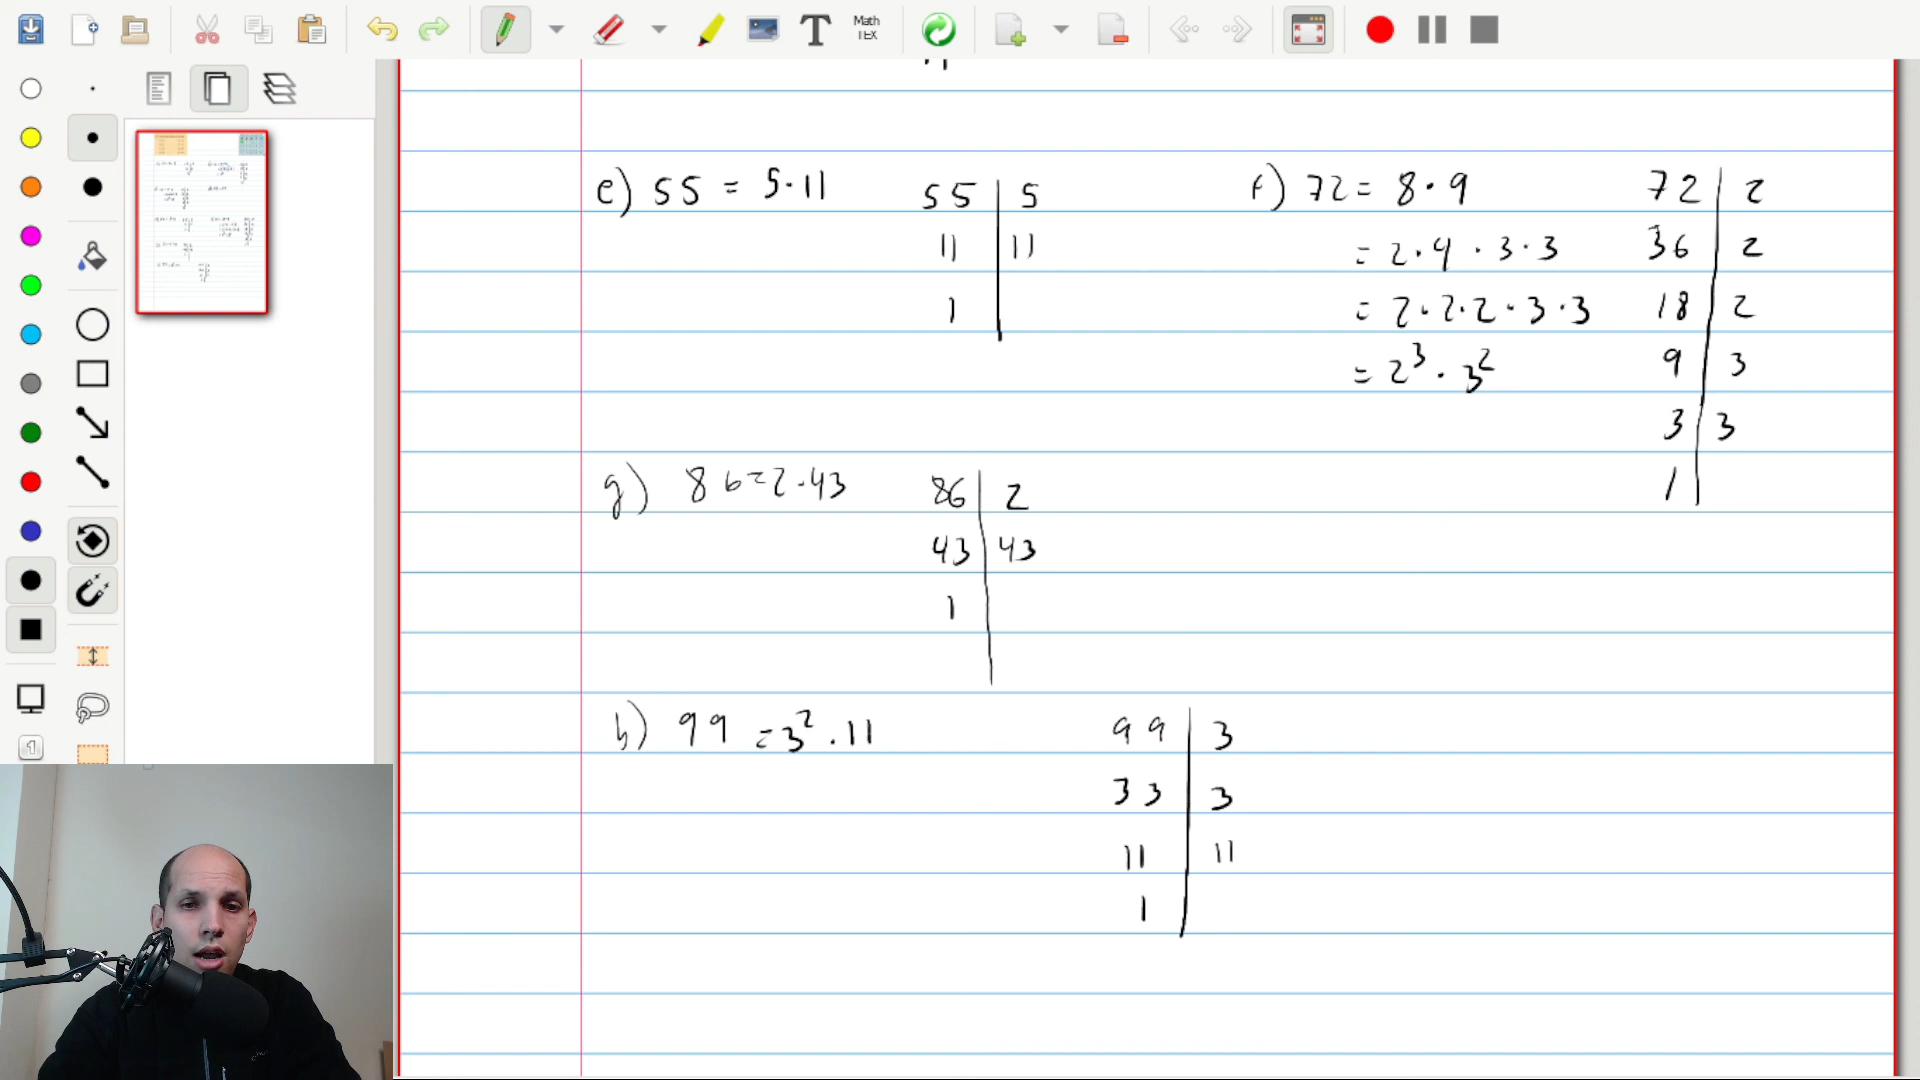 Math
TEX
e) 55 = 5·11
55 | 5
11 | 11
1 |
f) 72 = 8·9
= 2·4·3·3
= 2·2·2·3·3
= 2³·3²
72 | 2
36 | 2
18 | 2
9 | 3
3 | 3
1 |
g) 86=2·43
86 | 2
43 | 43
1 |
h) 99 =3²·11
99 | 3
33 | 3
11 | 11
1 |
1